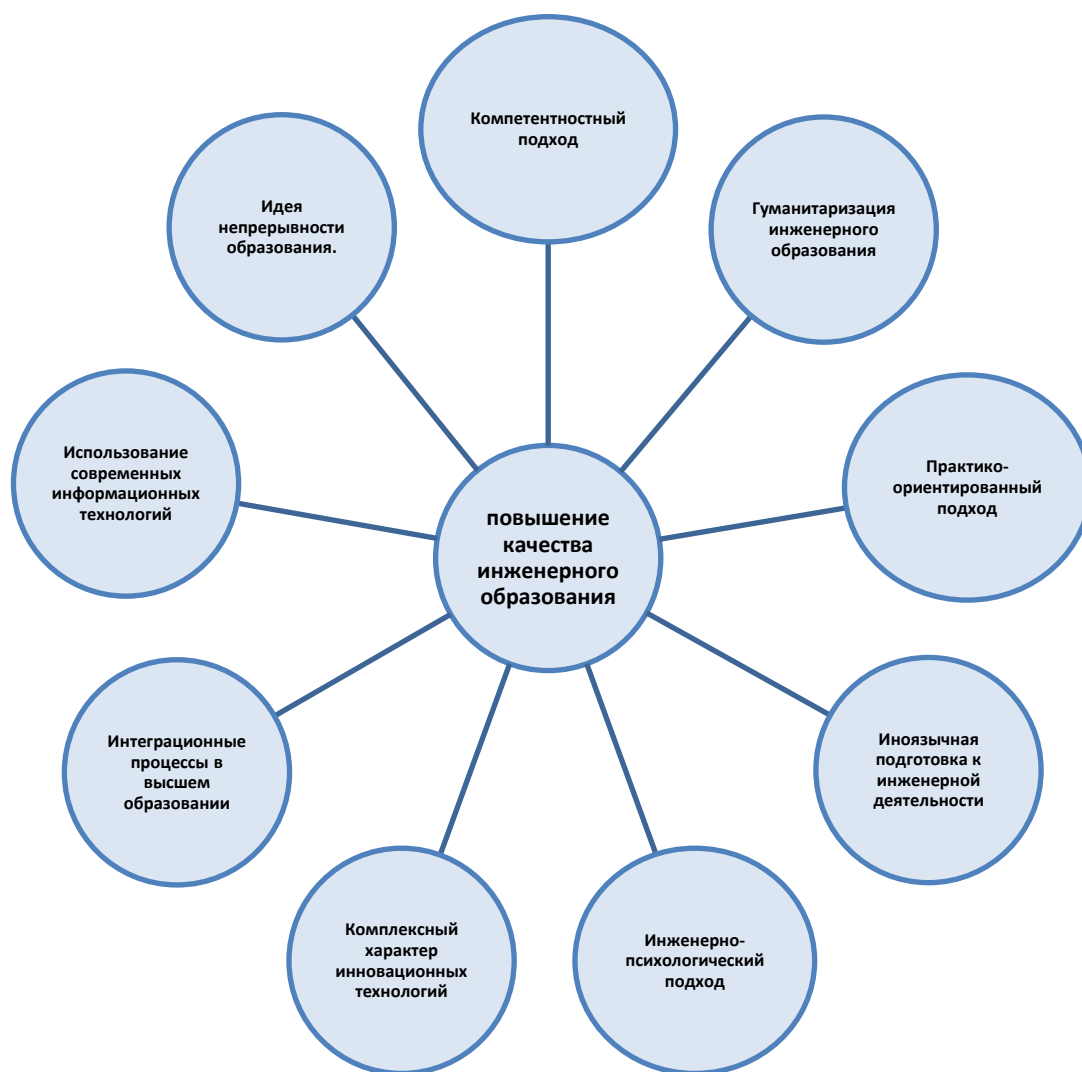 Компетентностный
подход
Гуманитаризация
инженерного
образования
Практико-
ориентированный
подход
Иноязычная
подготовка к
инженерной
деятельности
Инженерно-
психологический
подход
Комплексный
характер
инновационных
технологий
Интеграционные
процессы в
высшем
образовании
Использование
современных
информационных
технологий
Идея
непрерывности
образования.
повышение
качества
инженерного
образования